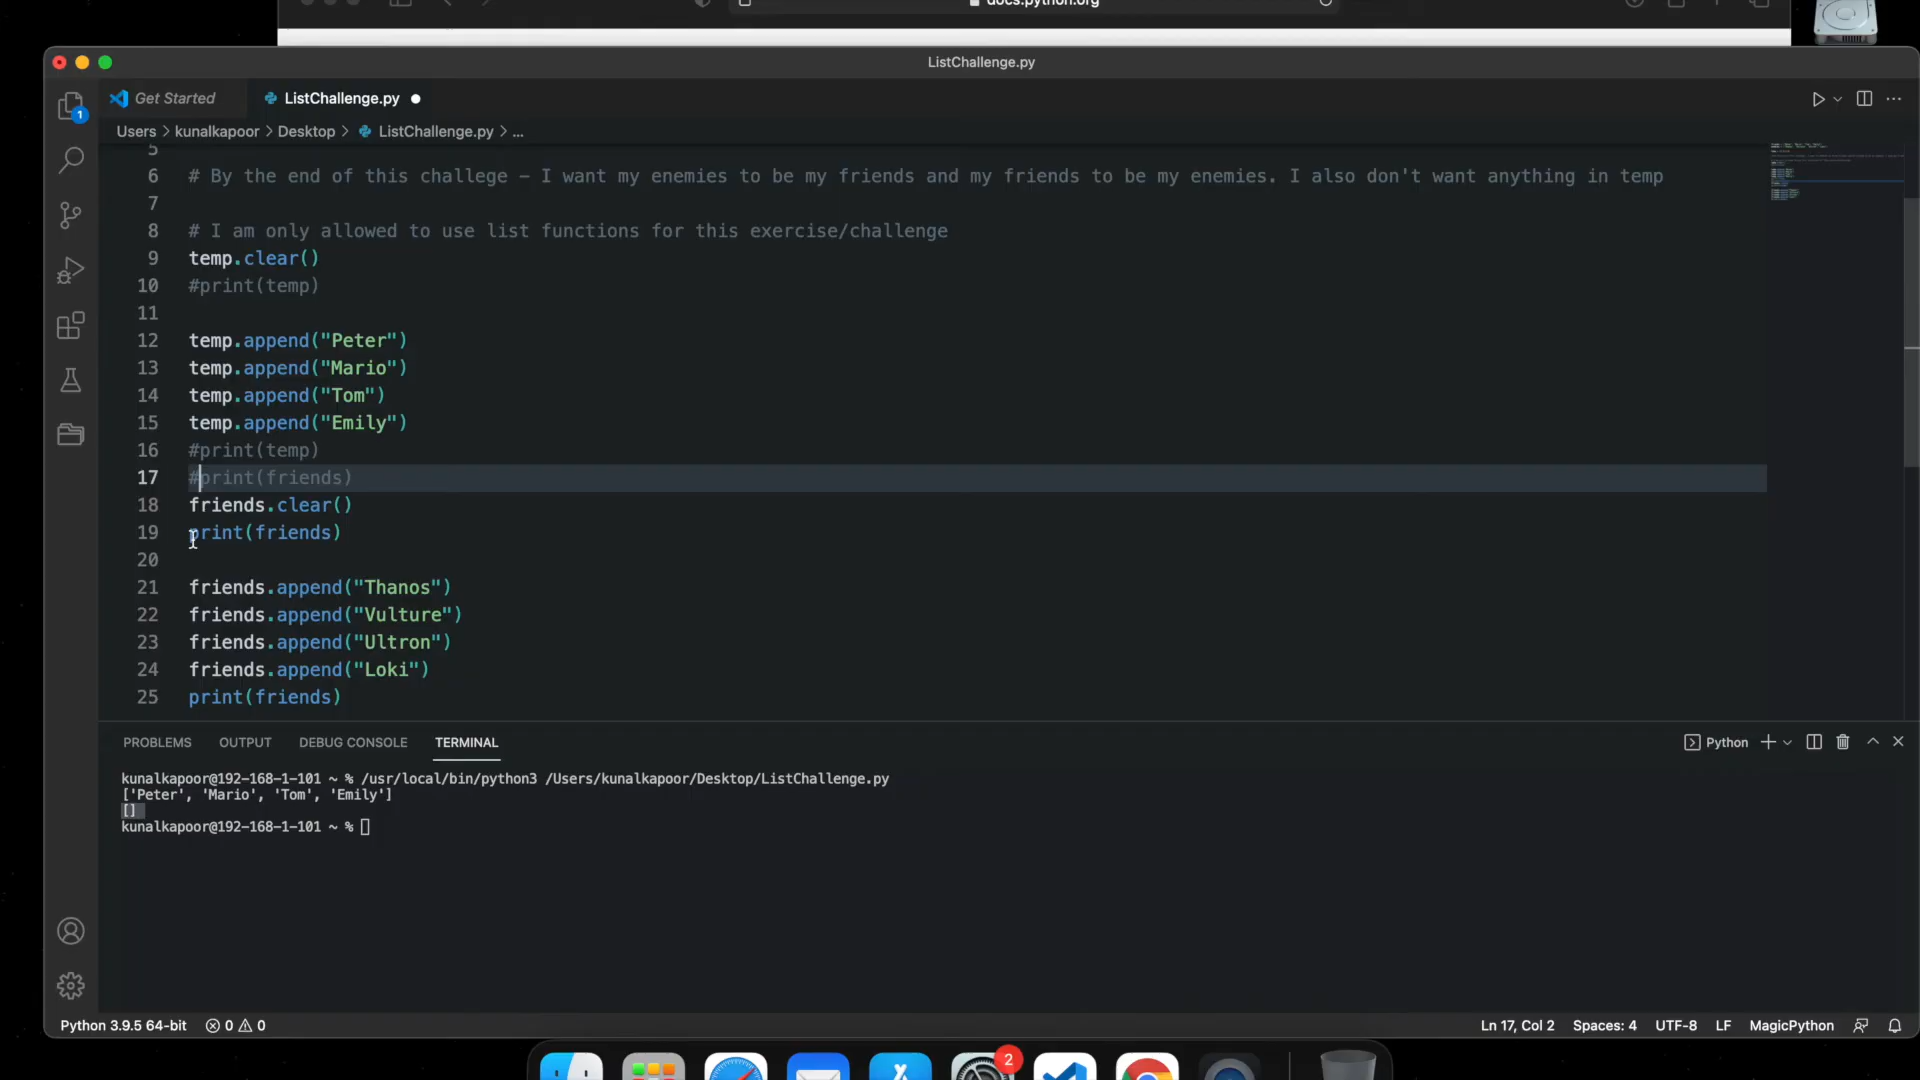 docs.python.org
ListChallenge.py
Get Started
ListChallenge.py
1
Users > kunalkapoor > Desktop > ListChallenge.py > ...
5
6 # By the end of this challege - I want my enemies to be my friends and my friends to be my enemies. I also don't want anything in temp
7
8 # I am only allowed to use list functions for this exercise/challenge
9 temp.clear()
10 #print(temp)
11
12 temp.append("Peter")
13 temp.append("Mario")
14 temp.append("Tom")
15 temp.append("Emily")
16 #print(temp)
17 #print(friends)
18 friends.clear()
19 print(friends)
20
21 friends.append("Thanos")
22 friends.append("Vulture")
23 friends.append("Ultron")
24 friends.append("Loki")
25 print(friends)
PROBLEMS OUTPUT DEBUG CONSOLE TERMINAL
Python
kunalkapoor@192-168-1-101 ~ % /usr/local/bin/python3 /Users/kunalkapoor/Desktop/ListChallenge.py
['Peter', 'Mario', 'Tom', 'Emily']
[]
kunalkapoor@192-168-1-101 ~ %
Python 3.9.5 64-bit 0 0 Ln 17, Col 2 Spaces: 4 UTF-8 LF MagicPython
2